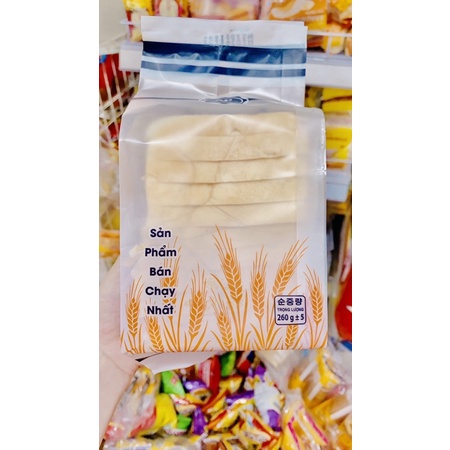 Sản
Phẩm
Bán
Chạy
Nhất
순중량
TRỌNG LƯỢNG
260 g ± 5